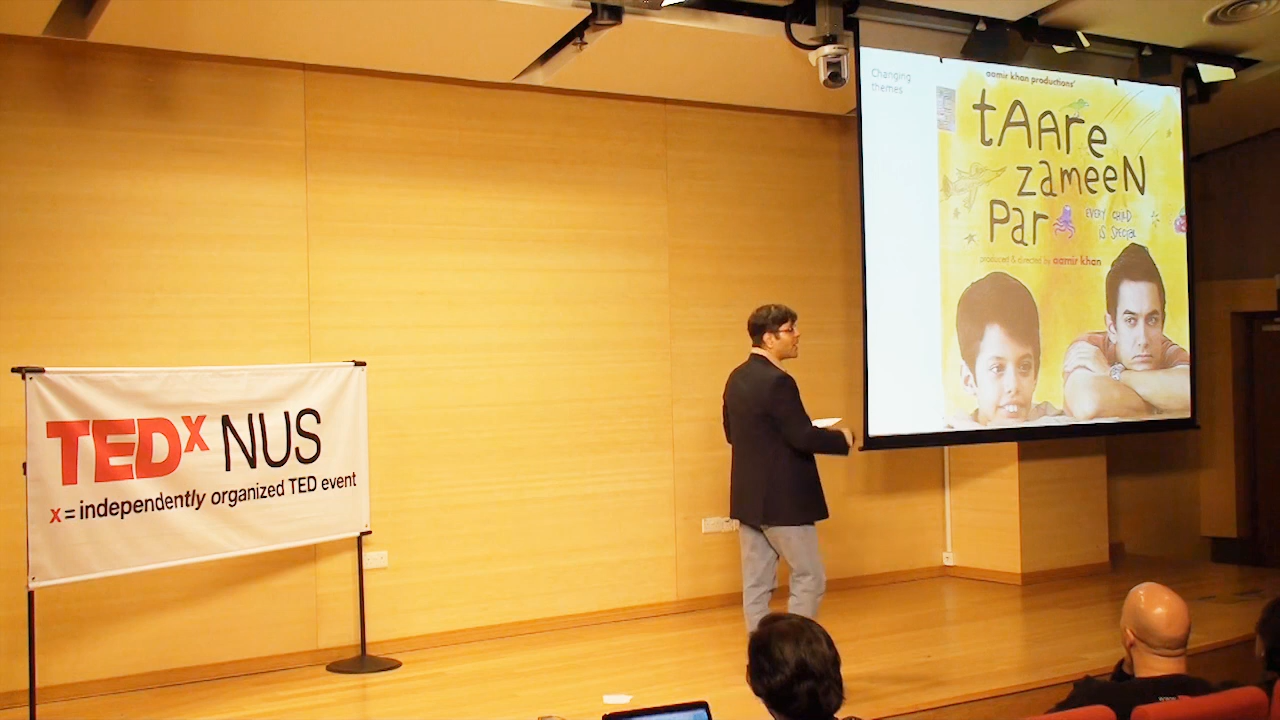 TEDx NUS
x = independently organized TED event
Changing
themes
aamir khan productions'
tAAre
zameeN
Par
EVERY CHILD
IS SPECIAL
produced & directed by aamir khan